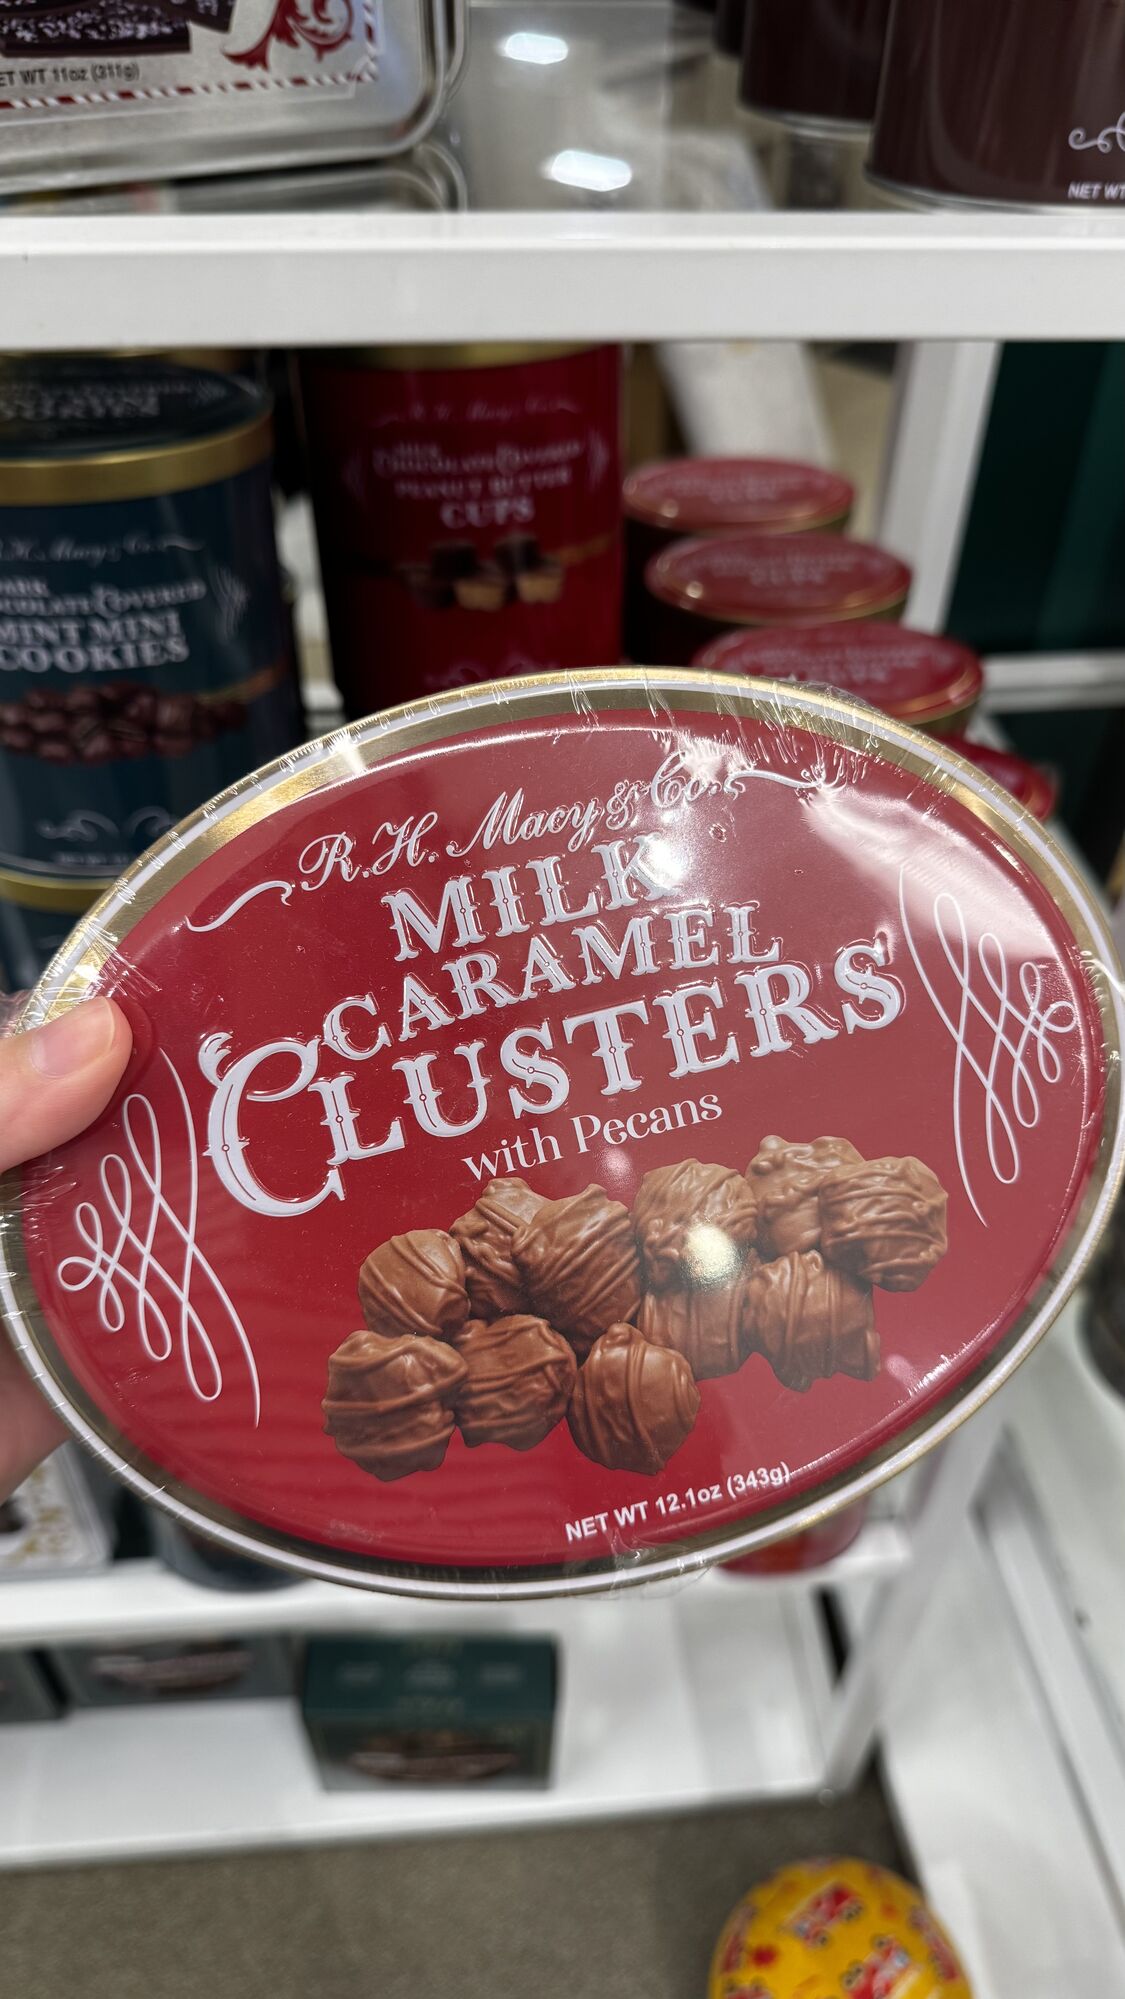 ET WT 11oz (311g)
NET WT
R.H. Macy & Co.
MILK
CHOCOLATE COVERED
PEANUT BUTTER
CUPS
R.H. Macy & Co.
DARK
CHOCOLATE COVERED
MINT MINI
COOKIES
R.H. Macy & Co.
MILK
CARAMEL
CLUSTERS
with Pecans
NET WT 12.1oz (343g)